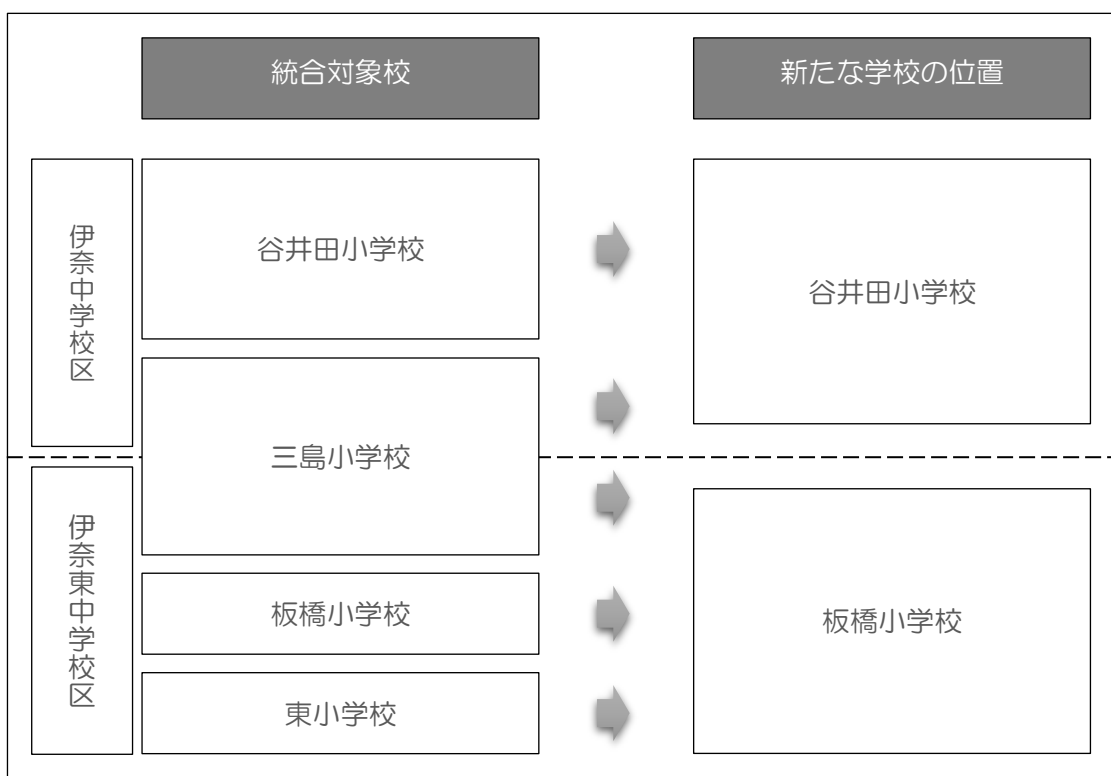 統合対象校
新たな学校の位置
伊奈中学校区
谷井田小学校
谷井田小学校
三島小学校
伊奈東中学校区
板橋小学校
板橋小学校
東小学校